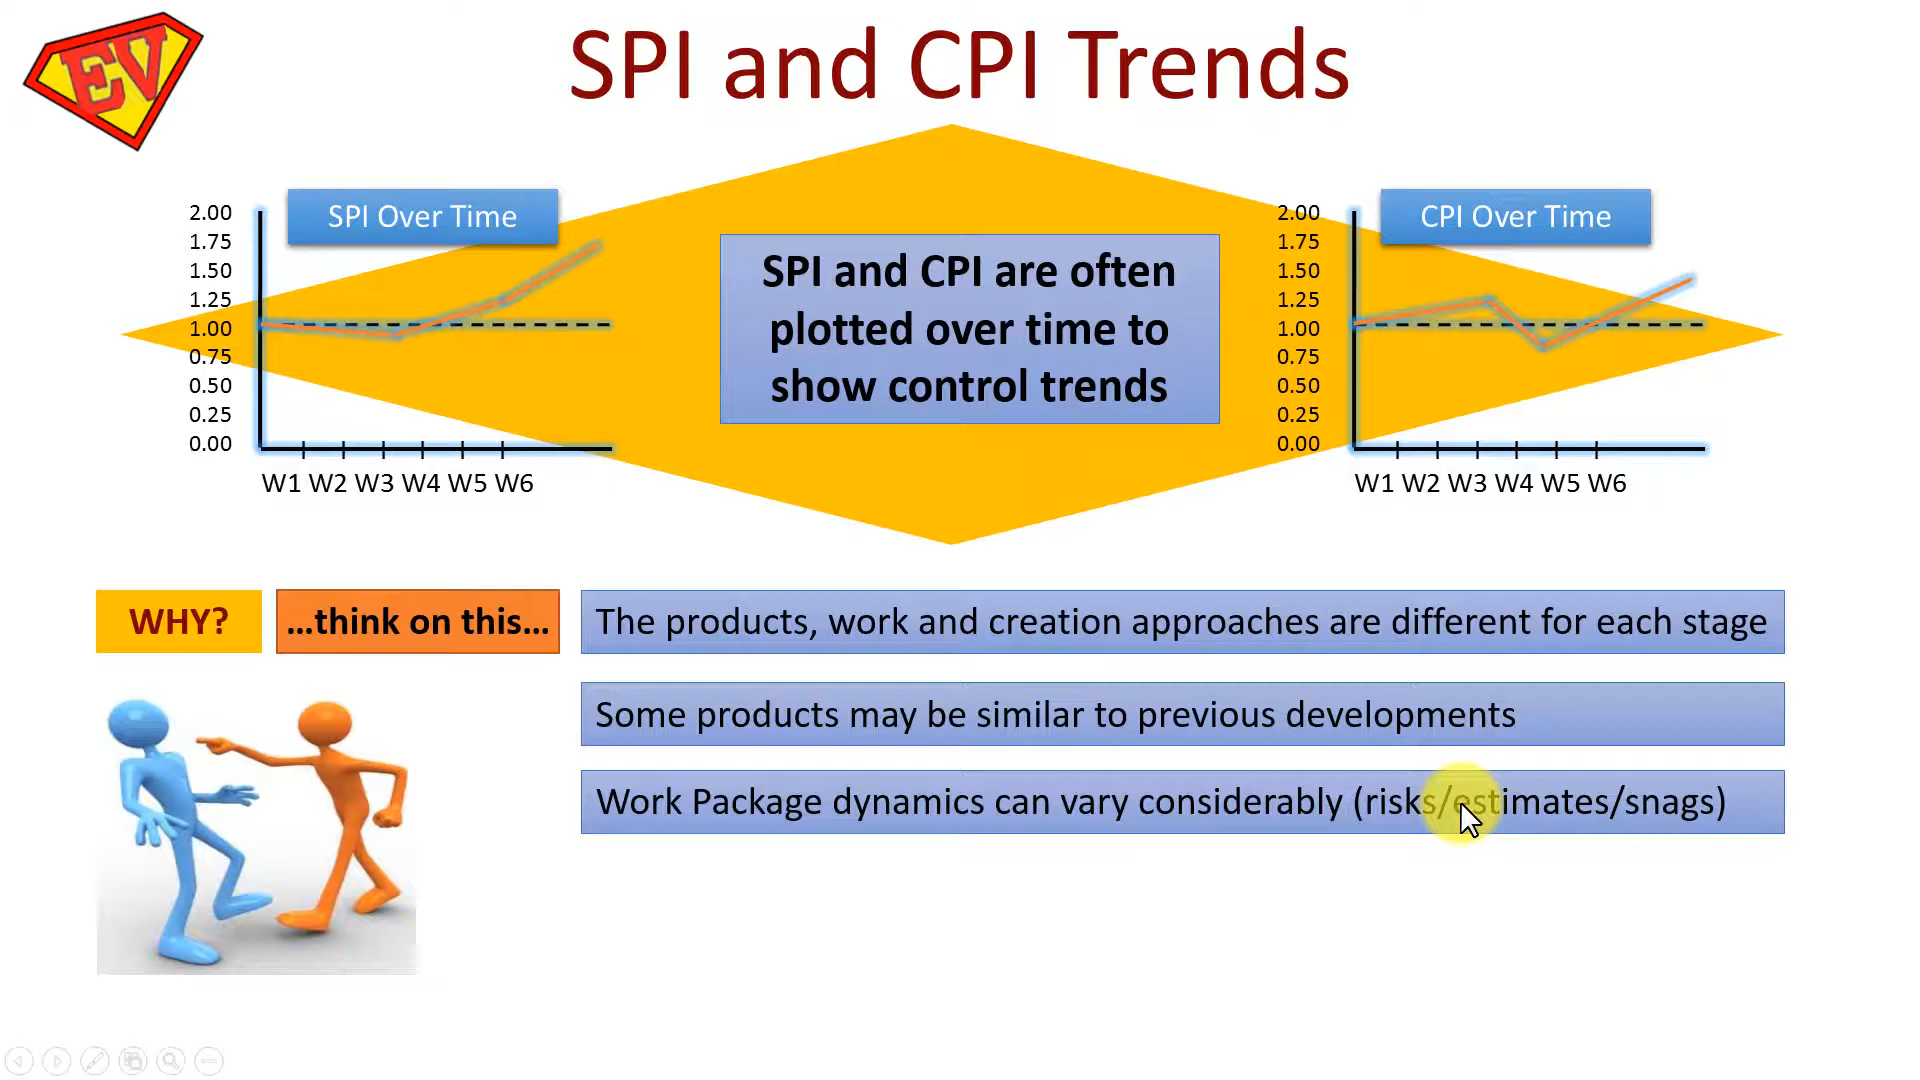 EV
SPI and CPI Trends
SPI Over Time
2.00
1.75
1.50
1.25
1.00
0.75
0.50
0.25
0.00
W1 W2 W3 W4 W5 W6
SPI and CPI are often
plotted over time to
show control trends
CPI Over Time
2.00
1.75
1.50
1.25
1.00
0.75
0.50
0.25
0.00
W1 W2 W3 W4 W5 W6
WHY?
...think on this...
The products, work and creation approaches are different for each stage
Some products may be similar to previous developments
Work Package dynamics can vary considerably (risks/estimates/snags)